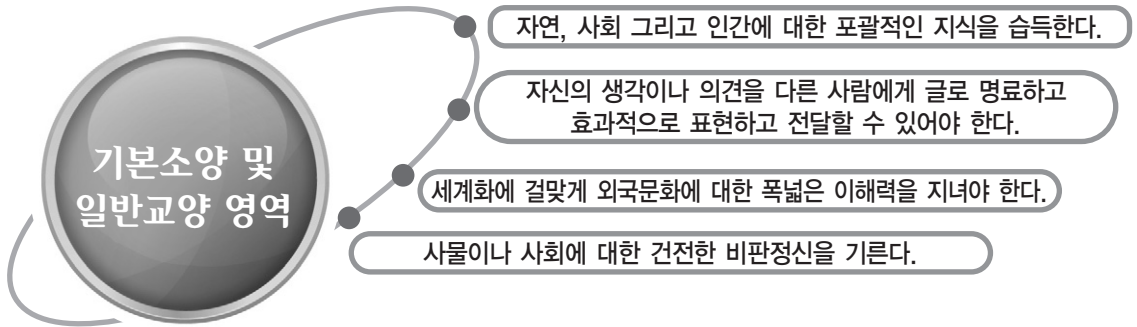 기본소양 및
일반교양 영역
자연, 사회 그리고 인간에 대한 포괄적인 지식을 습득한다.
자신의 생각이나 의견을 다른 사람에게 글로 명료하고
효과적으로 표현하고 전달할 수 있어야 한다.
세계화에 걸맞게 외국문화에 대한 폭넓은 이해력을 지녀야 한다.
사물이나 사회에 대한 건전한 비판정신을 기른다.